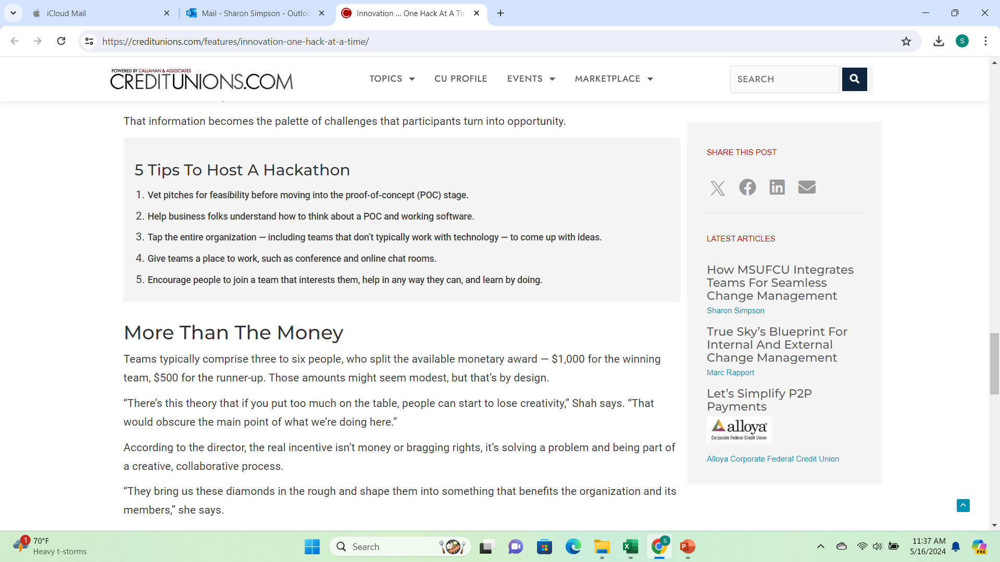 iCloud Mail
Mail - Sharon Simpson - Outlo
Innovation ... One Hack At A Ti
https://creditunions.com/features/innovation-one-hack-at-a-time/
S
POWERED BY CALLAHAN & ASSOCIATES
CREDITUNIONS.COM
TOPICS
CU PROFILE
EVENTS
MARKETPLACE
SEARCH
That information becomes the palette of challenges that participants turn into opportunity.
5 Tips To Host A Hackathon
1. Vet pitches for feasibility before moving into the proof-of-concept (POC) stage.
2. Help business folks understand how to think about a POC and working software.
3. Tap the entire organization — including teams that don’t typically work with technology — to come up with ideas.
4. Give teams a place to work, such as conference and online chat rooms.
5. Encourage people to join a team that interests them, help in any way they can, and learn by doing.
More Than The Money
Teams typically comprise three to six people, who split the available monetary award — $1,000 for the winning
team, $500 for the runner-up. Those amounts might seem modest, but that’s by design.
“There’s this theory that if you put too much on the table, people can start to lose creativity,” Shah says. “That
would obscure the main point of what we’re doing here.”
According to the director, the real incentive isn’t money or bragging rights, it’s solving a problem and being part of
a creative, collaborative process.
“They bring us these diamonds in the rough and shape them into something that benefits the organization and its
members,” she says.
SHARE THIS POST
LATEST ARTICLES
How MSUFCU Integrates
Teams For Seamless
Change Management
Sharon Simpson
True Sky’s Blueprint For
Internal And External
Change Management
Marc Rapport
Let’s Simplify P2P
Payments
alloya
Corporate Federal Credit Union
Alloya Corporate Federal Credit Union
1
70°F
Heavy t-storms
Search
S
11:37 AM
5/16/2024
PRE